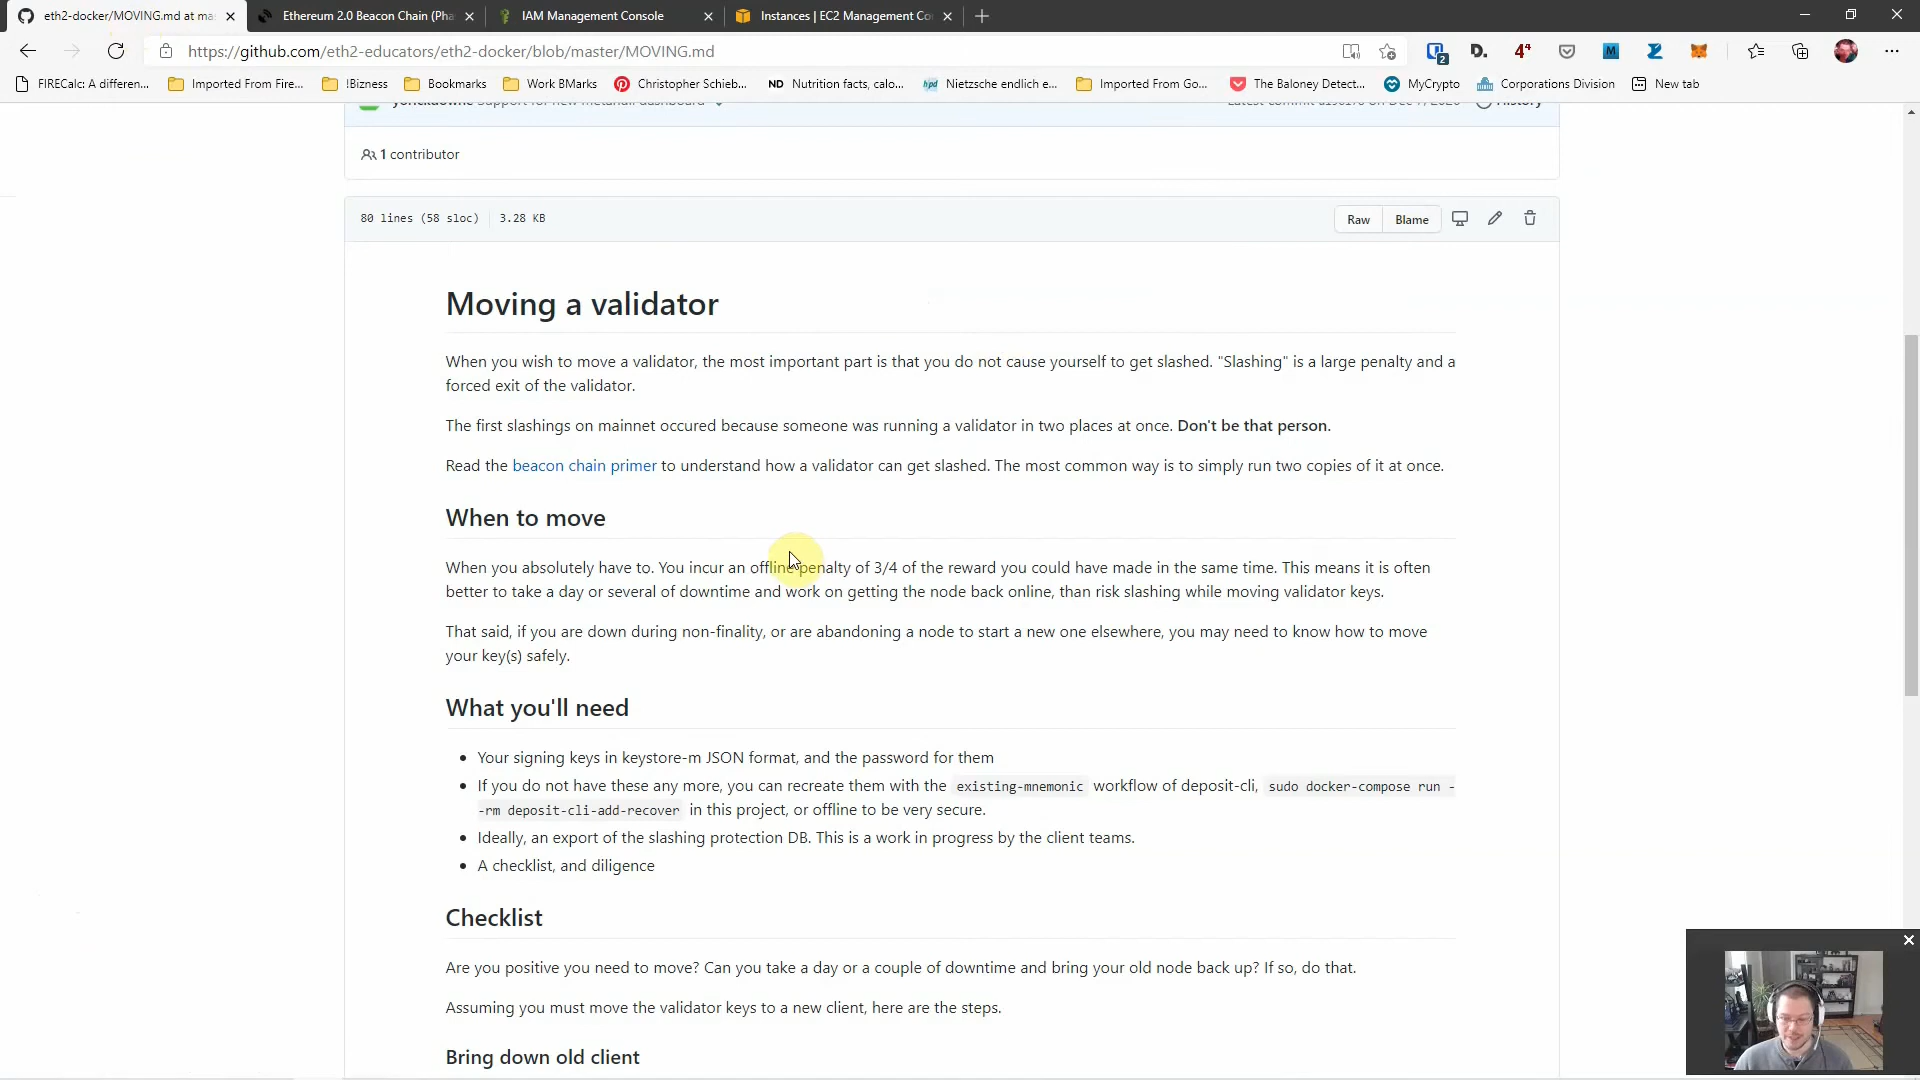 eth2-docker/MOVING.md at ma
Ethereum 2.0 Beacon Chain (Pha
IAM Management Console
Instances | EC2 Management Co
https://github.com/eth2-educators/eth2-docker/blob/master/MOVING.md
FIRECalc: A differen...
Imported From Fire...
!Bizness
Bookmarks
Work BMarks
Christopher Schieb...
ND Nutrition facts, calo...
hpd Nietzsche endlich e...
Imported From Go...
The Baloney Detect...
MyCrypto
Corporations Division
New tab
yorickdowne Support for new metanull dashboard
History
1 contributor
80 lines (58 sloc) 3.28 KB
Raw Blame
Moving a validator
When you wish to move a validator, the most important part is that you do not cause yourself to get slashed. "Slashing" is a large penalty and a
forced exit of the validator.
The first slashings on mainnet occured because someone was running a validator in two places at once. Don't be that person.
Read the beacon chain primer to understand how a validator can get slashed. The most common way is to simply run two copies of it at once.
When to move
When you absolutely have to. You incur an offline penalty of 3/4 of the reward you could have made in the same time. This means it is often
better to take a day or several of downtime and work on getting the node back online, than risk slashing while moving validator keys.
That said, if you are down during non-finality, or are abandoning a node to start a new one elsewhere, you may need to know how to move
your key(s) safely.
What you'll need
• Your signing keys in keystore-m JSON format, and the password for them
• If you do not have these any more, you can recreate them with the existing-mnemonic workflow of deposit-cli, sudo docker-compose run -
-rm deposit-cli-add-recover in this project, or offline to be very secure.
• Ideally, an export of the slashing protection DB. This is a work in progress by the client teams.
• A checklist, and diligence
Checklist
Are you positive you need to move? Can you take a day or a couple of downtime and bring your old node back up? If so, do that.
Assuming you must move the validator keys to a new client, here are the steps.
Bring down old client